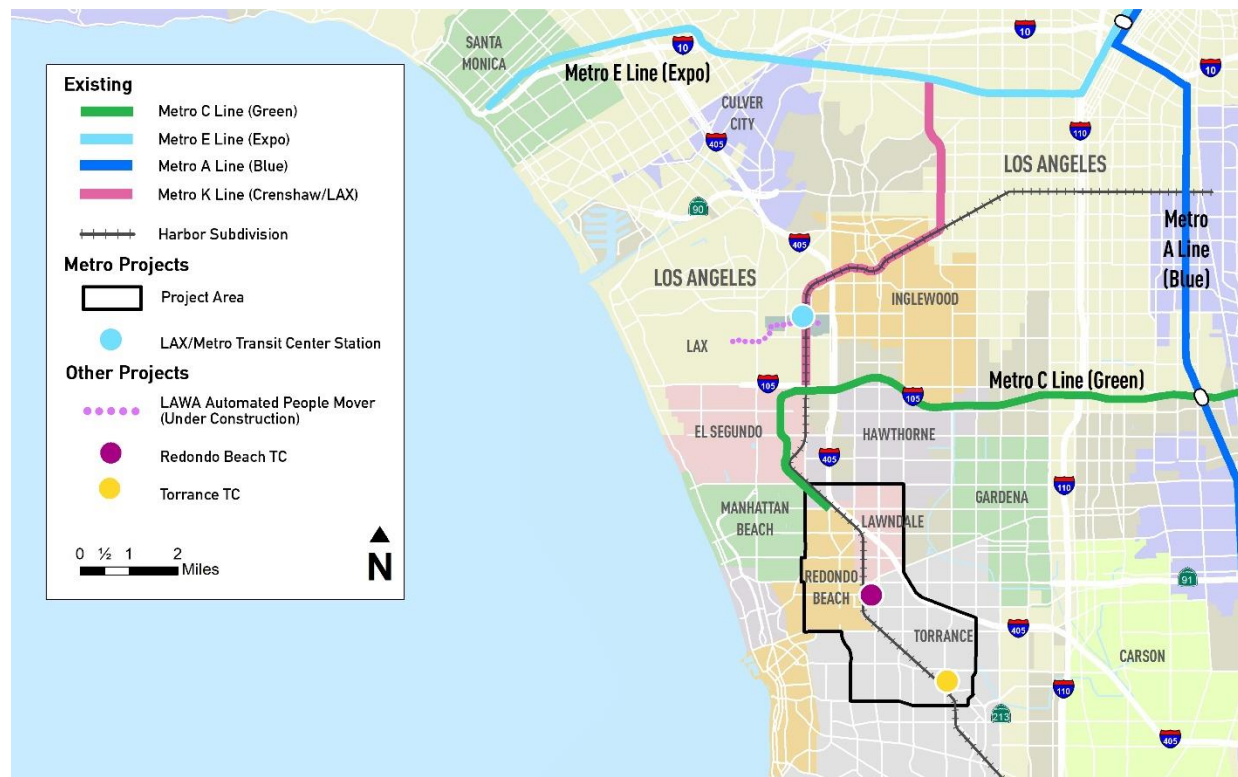 Existing
Metro C Line (Green)
Metro E Line (Expo)
Metro A Line (Blue)
Metro K Line (Crenshaw/LAX)
Harbor Subdivision
Metro Projects
Project Area
LAX/Metro Transit Center Station
Other Projects
LAWA Automated People Mover
(Under Construction)
Redondo Beach TC
Torrance TC
0 ½ 1 2
Miles
N
SANTA
MONICA
10
Metro E Line (Expo)
10
10
CULVER
CITY
405
110
LOS ANGELES
90
405
Metro
A Line
(Blue)
LOS ANGELES
INGLEWOOD
LAX
105
Metro C Line (Green)
105
EL SEGUNDO
HAWTHORNE
405
110
GARDENA
MANHATTAN
BEACH
LAWNDALE
REDONDO
BEACH
91
TORRANCE
405
CARSON
110
213
405